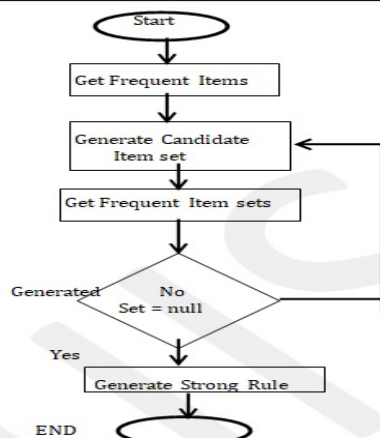 Start
Get Frequent Items
Generate Candidate
Item set
Get Frequent Item sets
Generated No
Set = null
Yes
Generate Strong Rule
END